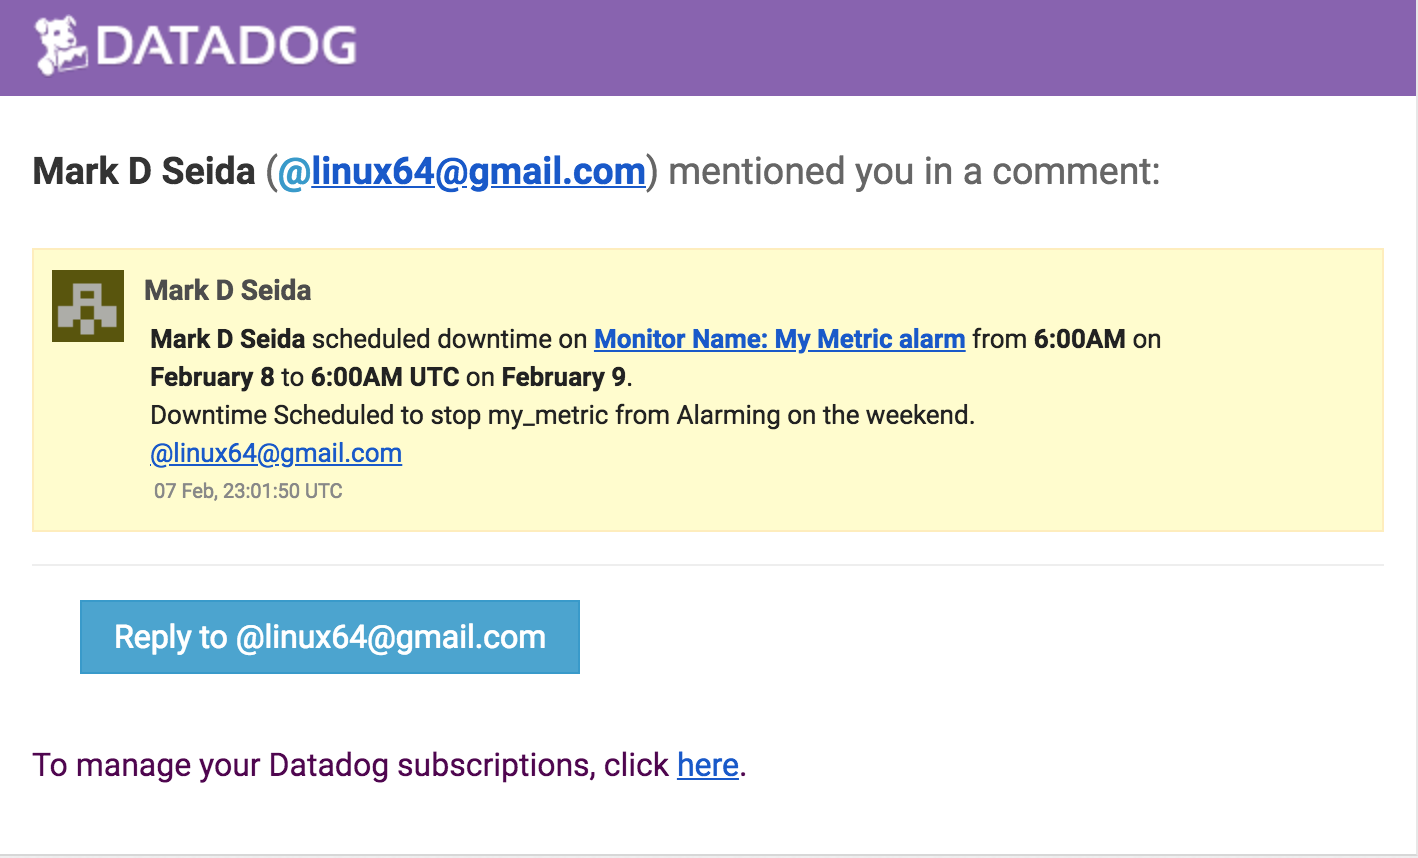 DATADOG
Mark D Seida (@linux64@gmail.com) mentioned you in a comment:
Mark D Seida
Mark D Seida scheduled downtime on Monitor Name: My Metric alarm from 6:00AM on
February 8 to 6:00AM UTC on February 9.
Downtime Scheduled to stop my_metric from Alarming on the weekend.
@linux64@gmail.com
07 Feb, 23:01:50 UTC
Reply to @linux64@gmail.com
To manage your Datadog subscriptions, click here.